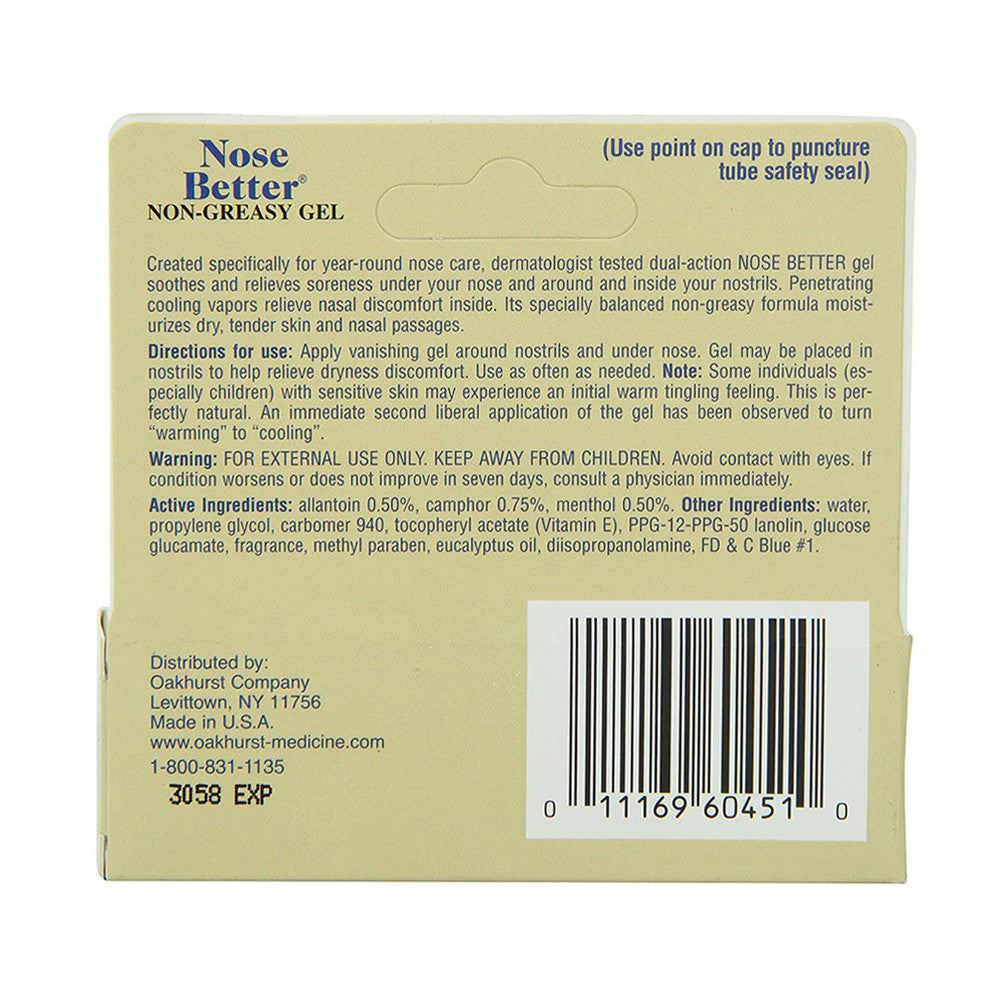 Nose
Better®
NON-GREASY GEL
(Use point on cap to puncture
tube safety seal)
Created specifically for year-round nose care, dermatologist tested dual-action NOSE BETTER gel
soothes and relieves soreness under your nose and around and inside your nostrils. Penetrating
cooling vapors relieve nasal discomfort inside. Its specially balanced non-greasy formula moist-
urizes dry, tender skin and nasal passages.
Directions for use: Apply vanishing gel around nostrils and under nose. Gel may be placed in
nostrils to help relieve dryness discomfort. Use as often as needed. Note: Some individuals (es-
pecially children) with sensitive skin may experience an initial warm tingling feeling. This is per-
fectly natural. An immediate second liberal application of the gel has been observed to turn
“warming” to “cooling”.
Warning: FOR EXTERNAL USE ONLY. KEEP AWAY FROM CHILDREN. Avoid contact with eyes. If
condition worsens or does not improve in seven days, consult a physician immediately.
Active Ingredients: allantoin 0.50%, camphor 0.75%, menthol 0.50%. Other Ingredients: water,
propylene glycol, carbomer 940, tocopheryl acetate (Vitamin E), PPG-12-PPG-50 lanolin, glucose
glucamate, fragrance, methyl paraben, eucalyptus oil, diisopropanolamine, FD & C Blue #1.
Distributed by:
Oakhurst Company
Levittown, NY 11756
Made in U.S.A.
www.oakhurst-medicine.com
1-800-831-1135
3058 EXP
0 11169 60451 0